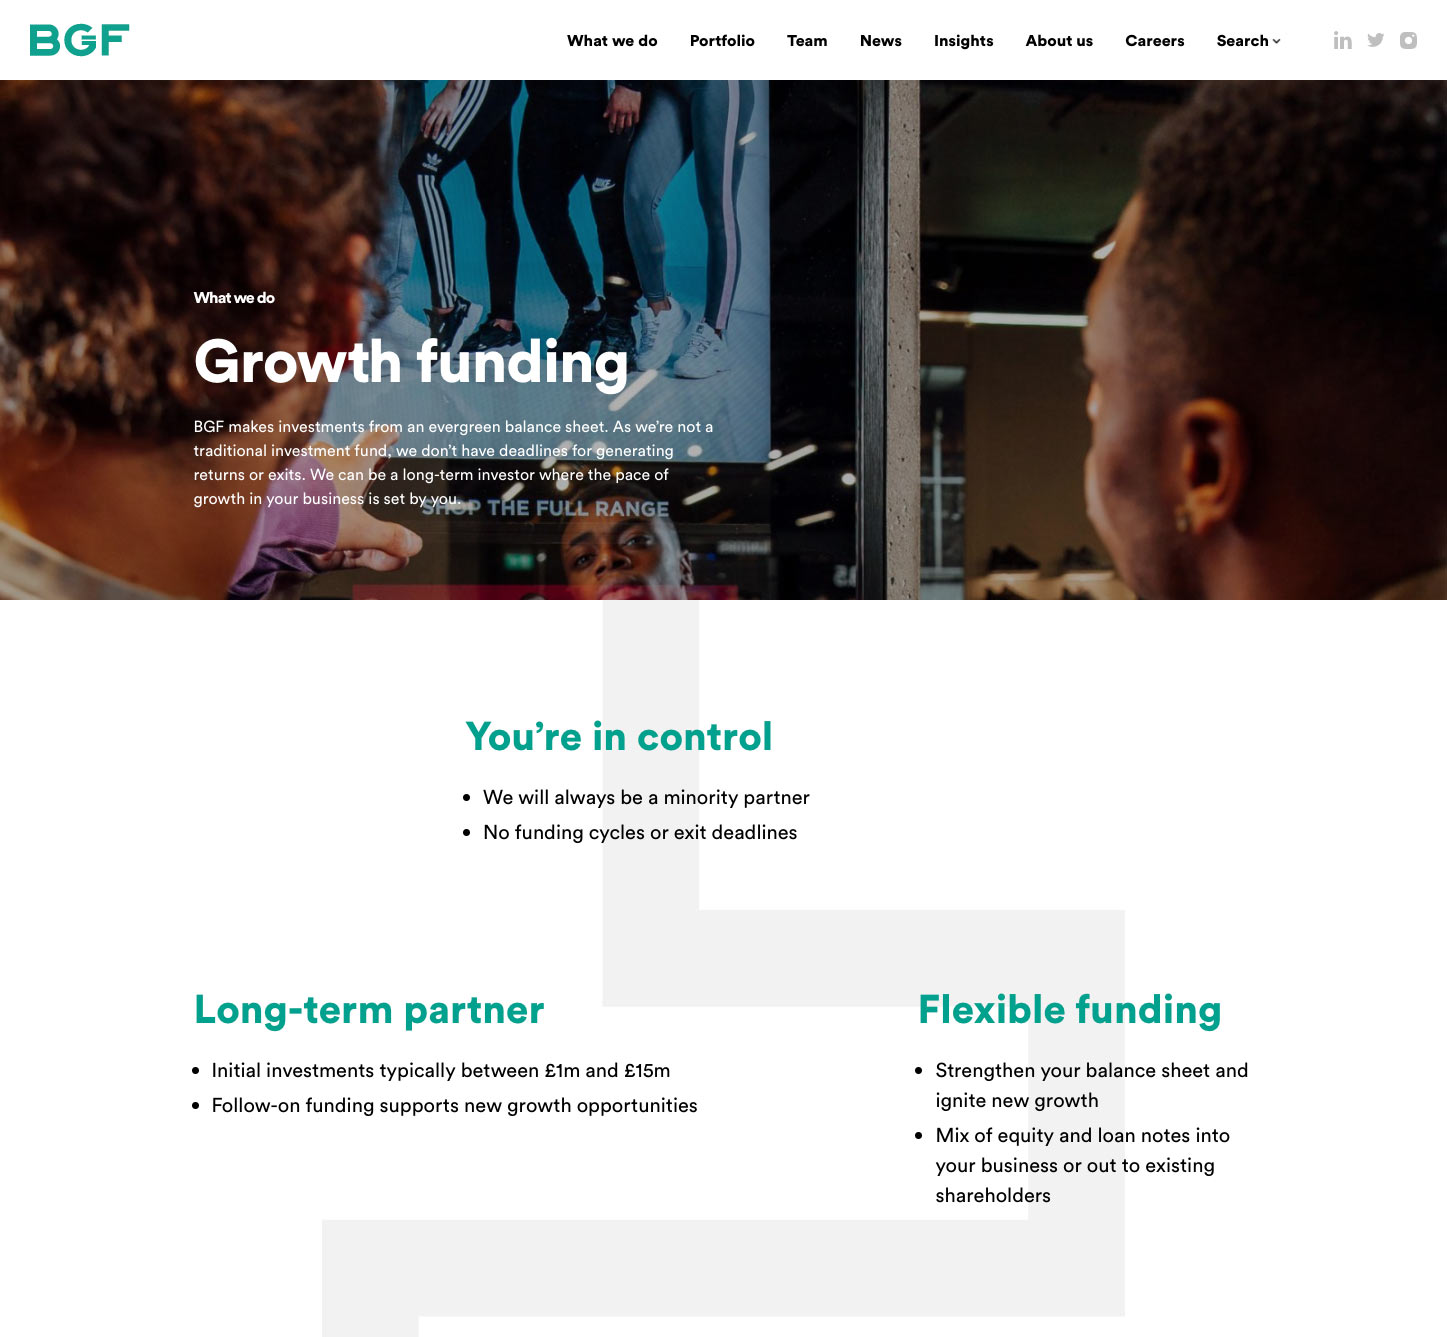 BGF
What we do
Portfolio
Team
News
Insights
About us
Careers
Search
in
adidas
NIKE
What we do
Growth funding
BGF makes investments from an evergreen balance sheet. As we’re not a
traditional investment fund, we don’t have deadlines for generating
returns or exits. We can be a long-term investor where the pace of
growth in your business is set by you.
SHOP THE FULL RANGE
You’re in control
• We will always be a minority partner
• No funding cycles or exit deadlines
Long-term partner
• Initial investments typically between £1m and £15m
• Follow-on funding supports new growth opportunities
Flexible funding
• Strengthen your balance sheet and
ignite new growth
• Mix of equity and loan notes into
your business or out to existing
shareholders